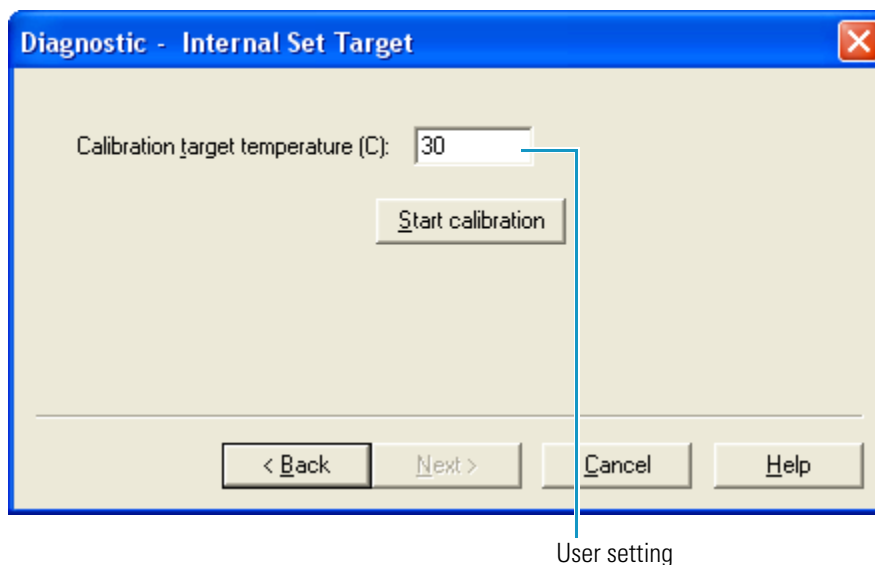 Diagnostic - Internal Set Target
Calibration target temperature (C): 30
Start calibration
< Back Next > Cancel Help
User setting